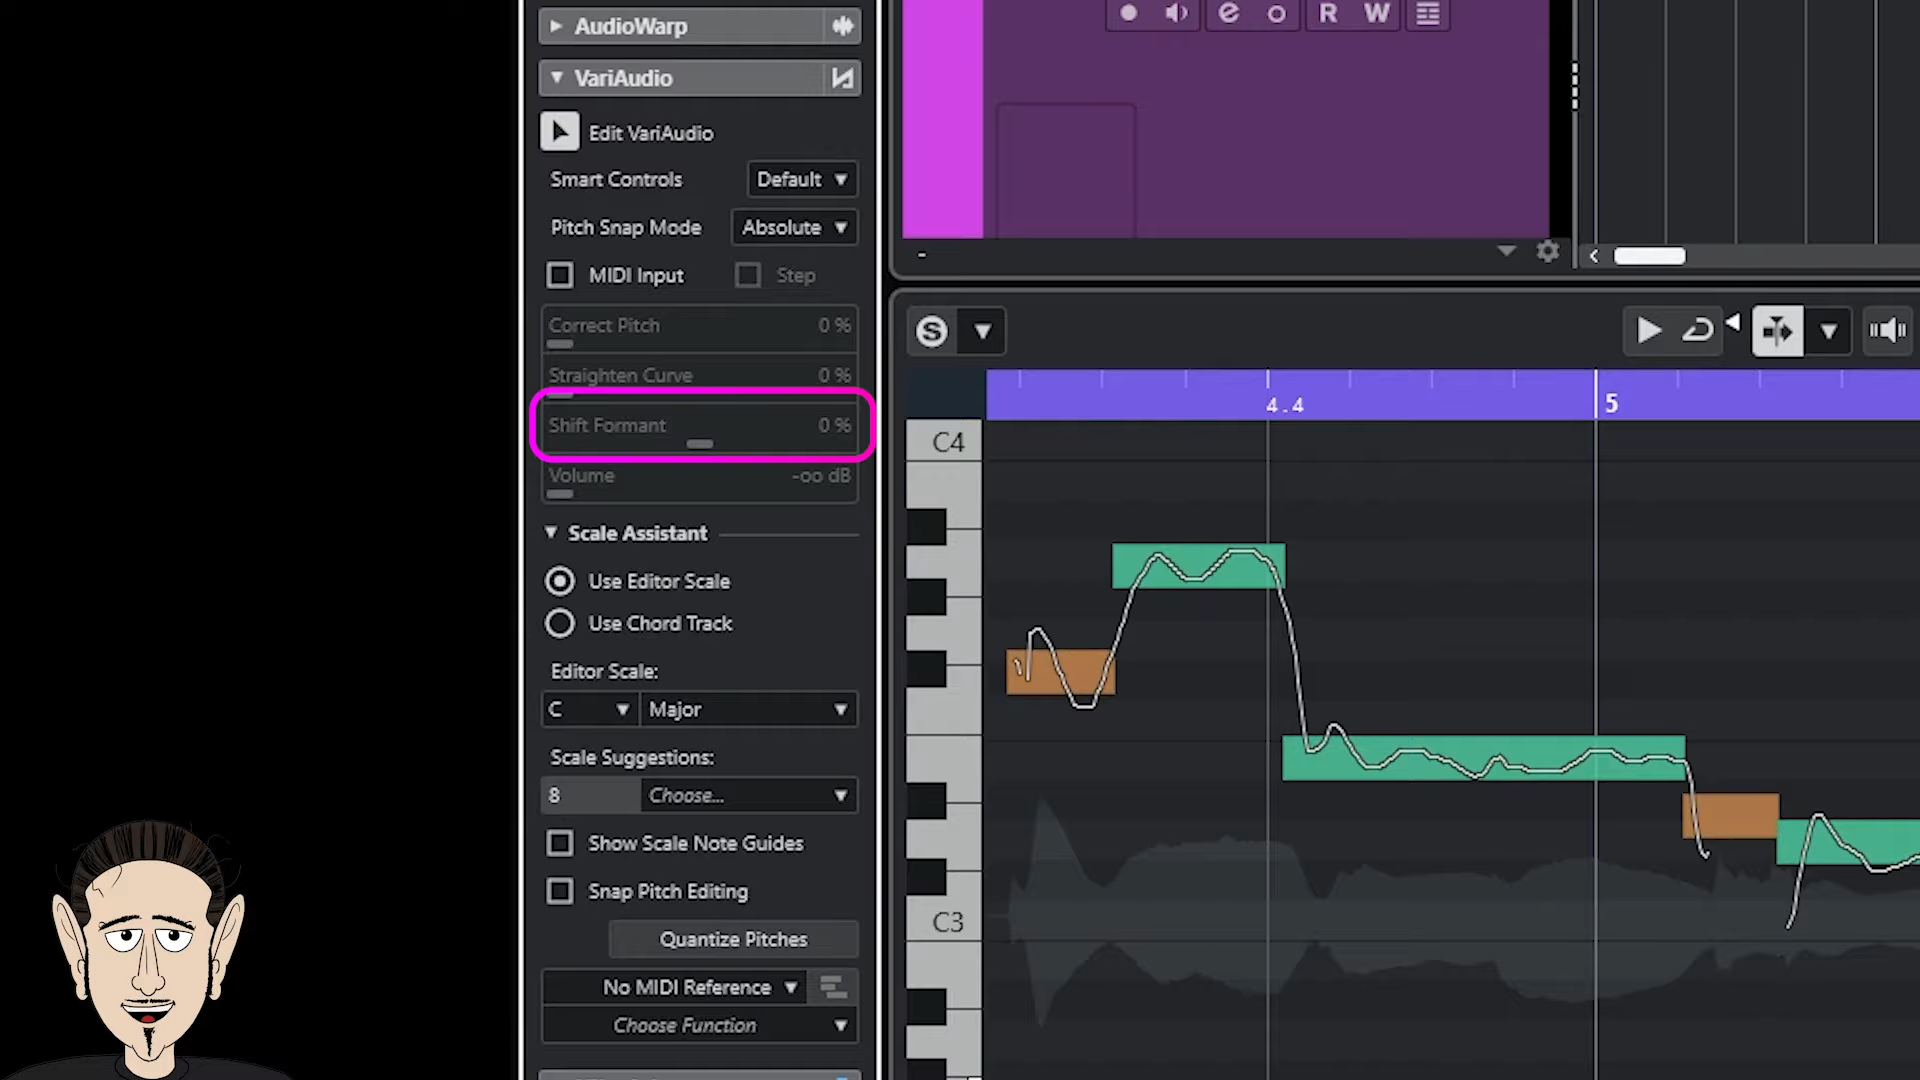 AudioWarp
VariAudio
Edit VariAudio
Smart Controls Default
Pitch Snap Mode Absolute
MIDI Input Step
Correct Pitch 0 %
Straighten Curve 0 %
Shift Formant 0 %
Volume -oo dB
Scale Assistant
Use Editor Scale
Use Chord Track
Editor Scale:
C Major
Scale Suggestions:
8 Choose...
Show Scale Note Guides
Snap Pitch Editing
Quantize Pitches
No MIDI Reference
Choose Function
e R W
-
S
4.4 5
C4
C3